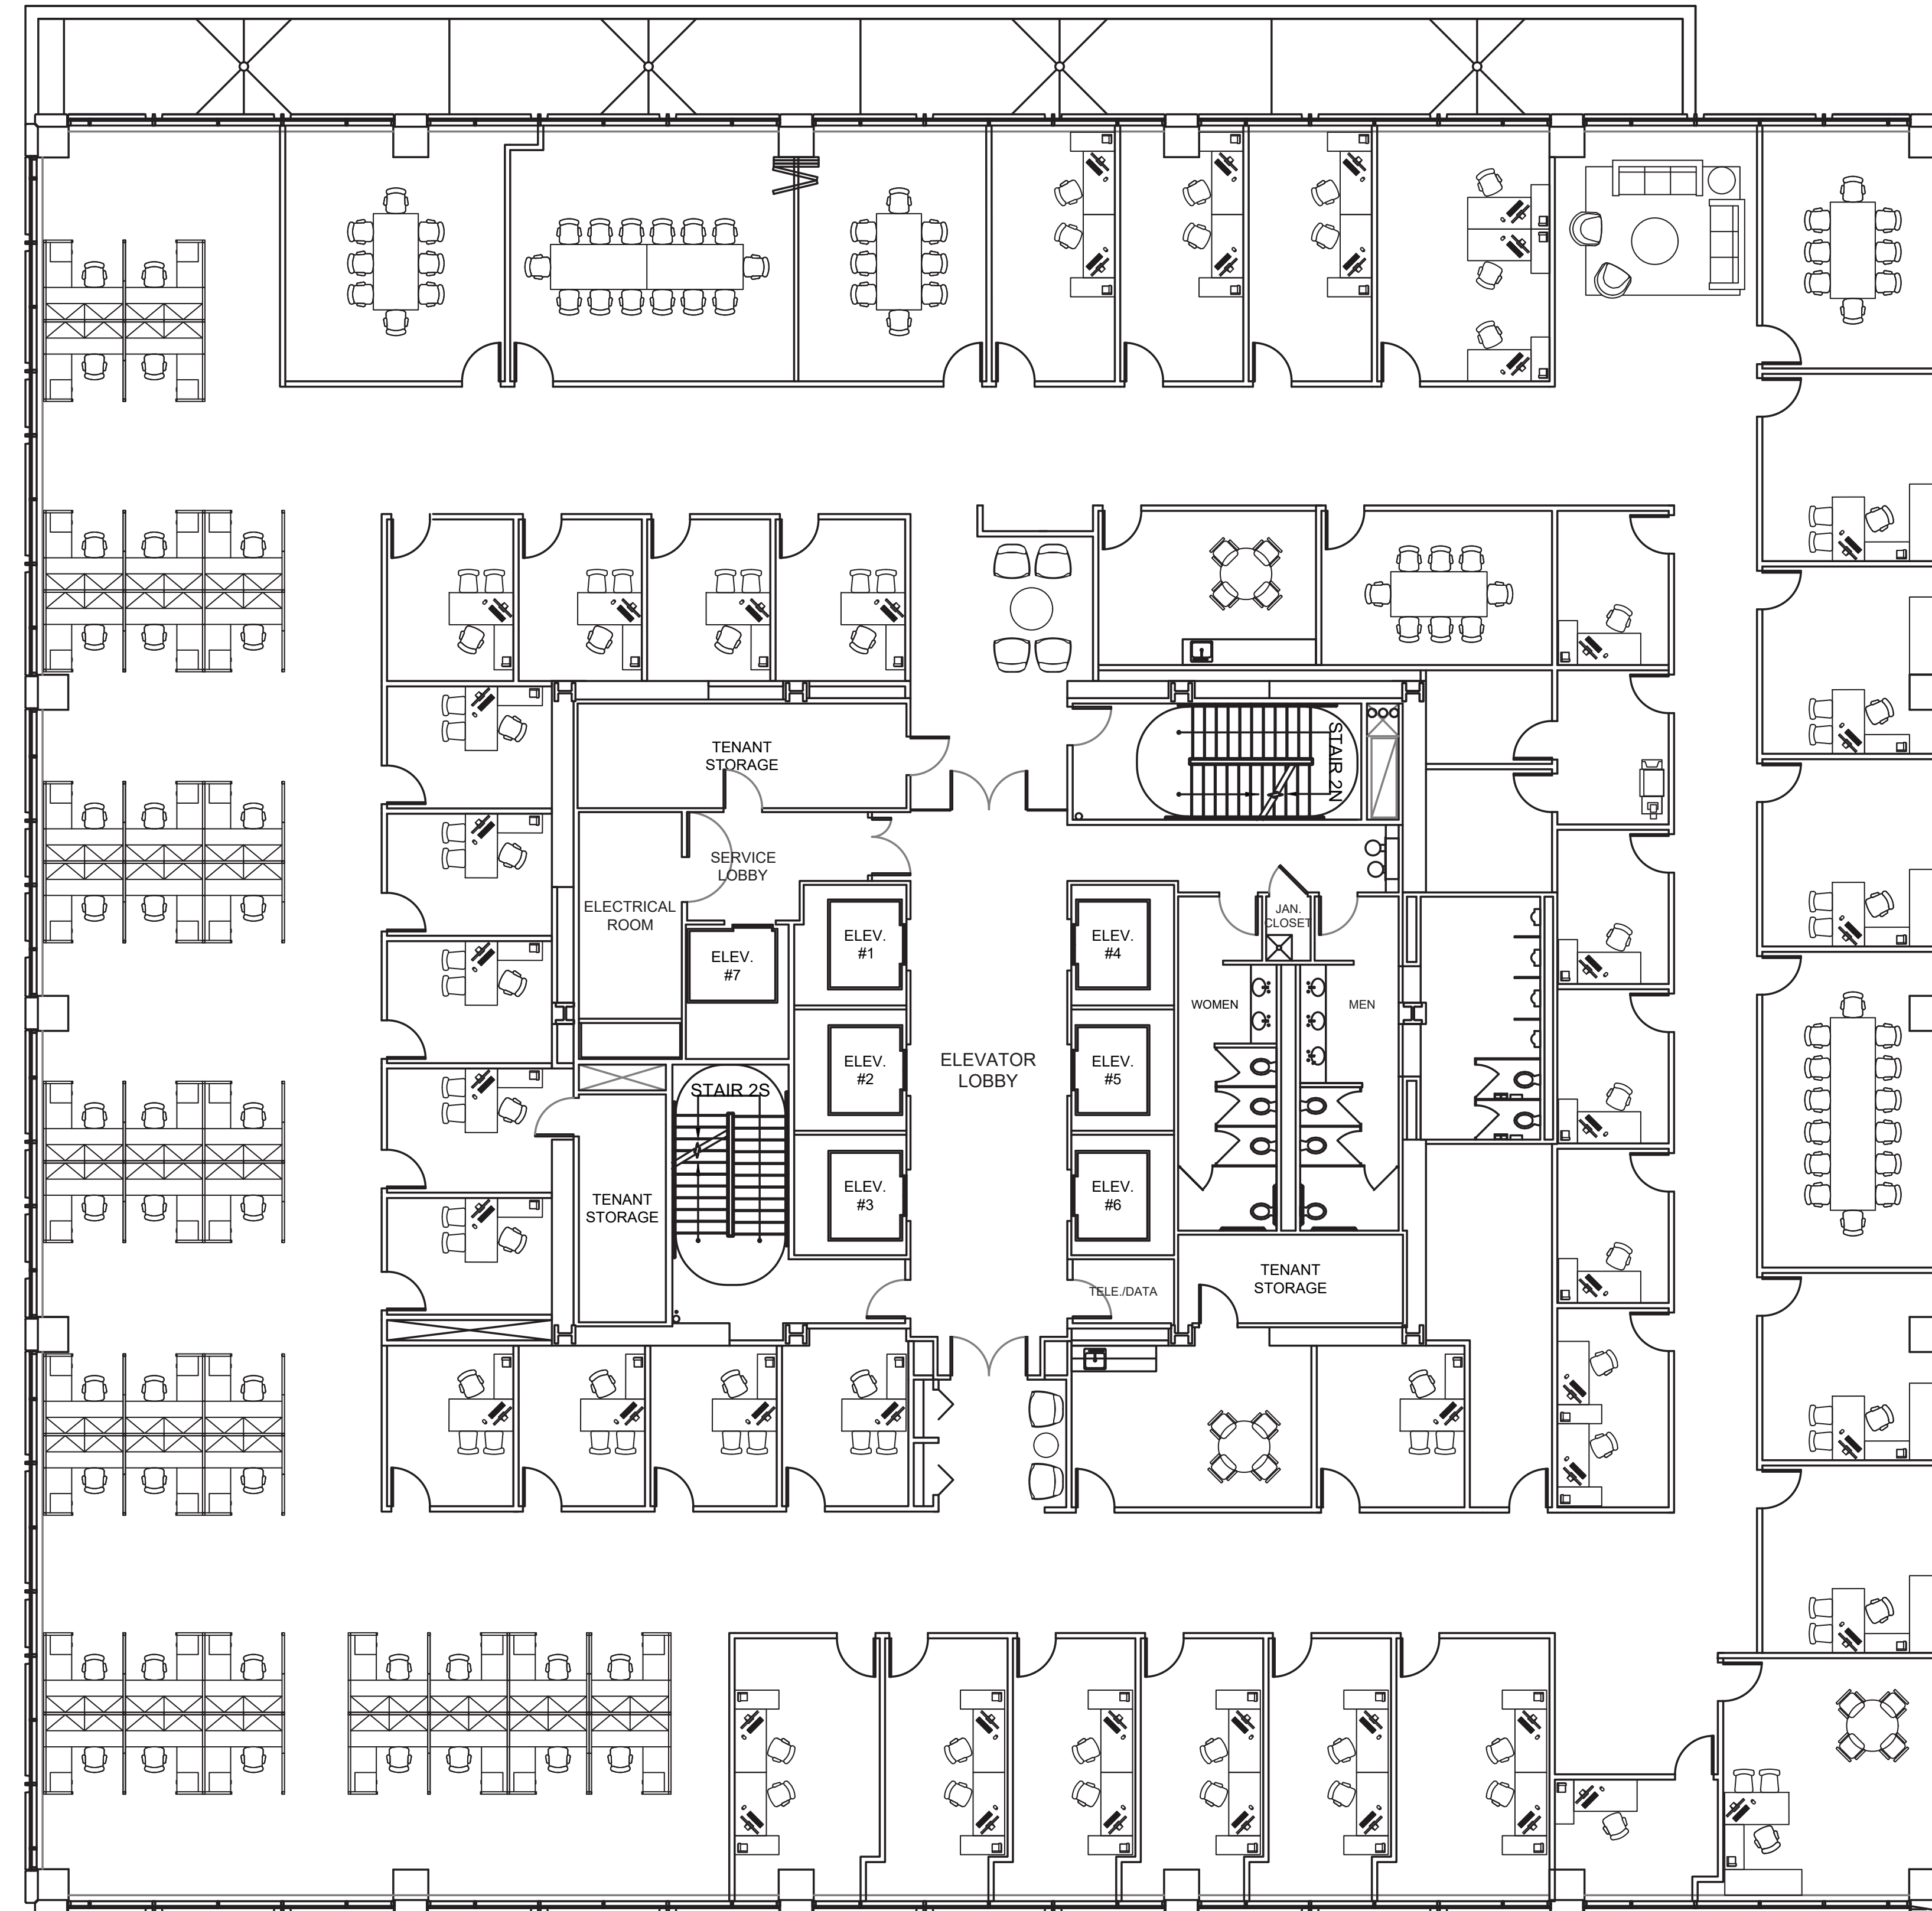 TENANT
STORAGE
STAIR 2N
SERVICE
LOBBY
ELECTRICAL
ROOM
ELEV.
#7
ELEV.
#1
ELEV.
#4
JAN.
CLOSET
WOMEN
MEN
ELEVATOR
LOBBY
ELEV.
#2
ELEV.
#5
STAIR 2S
TENANT
STORAGE
ELEV.
#3
ELEV.
#6
TELE./DATA
TENANT
STORAGE